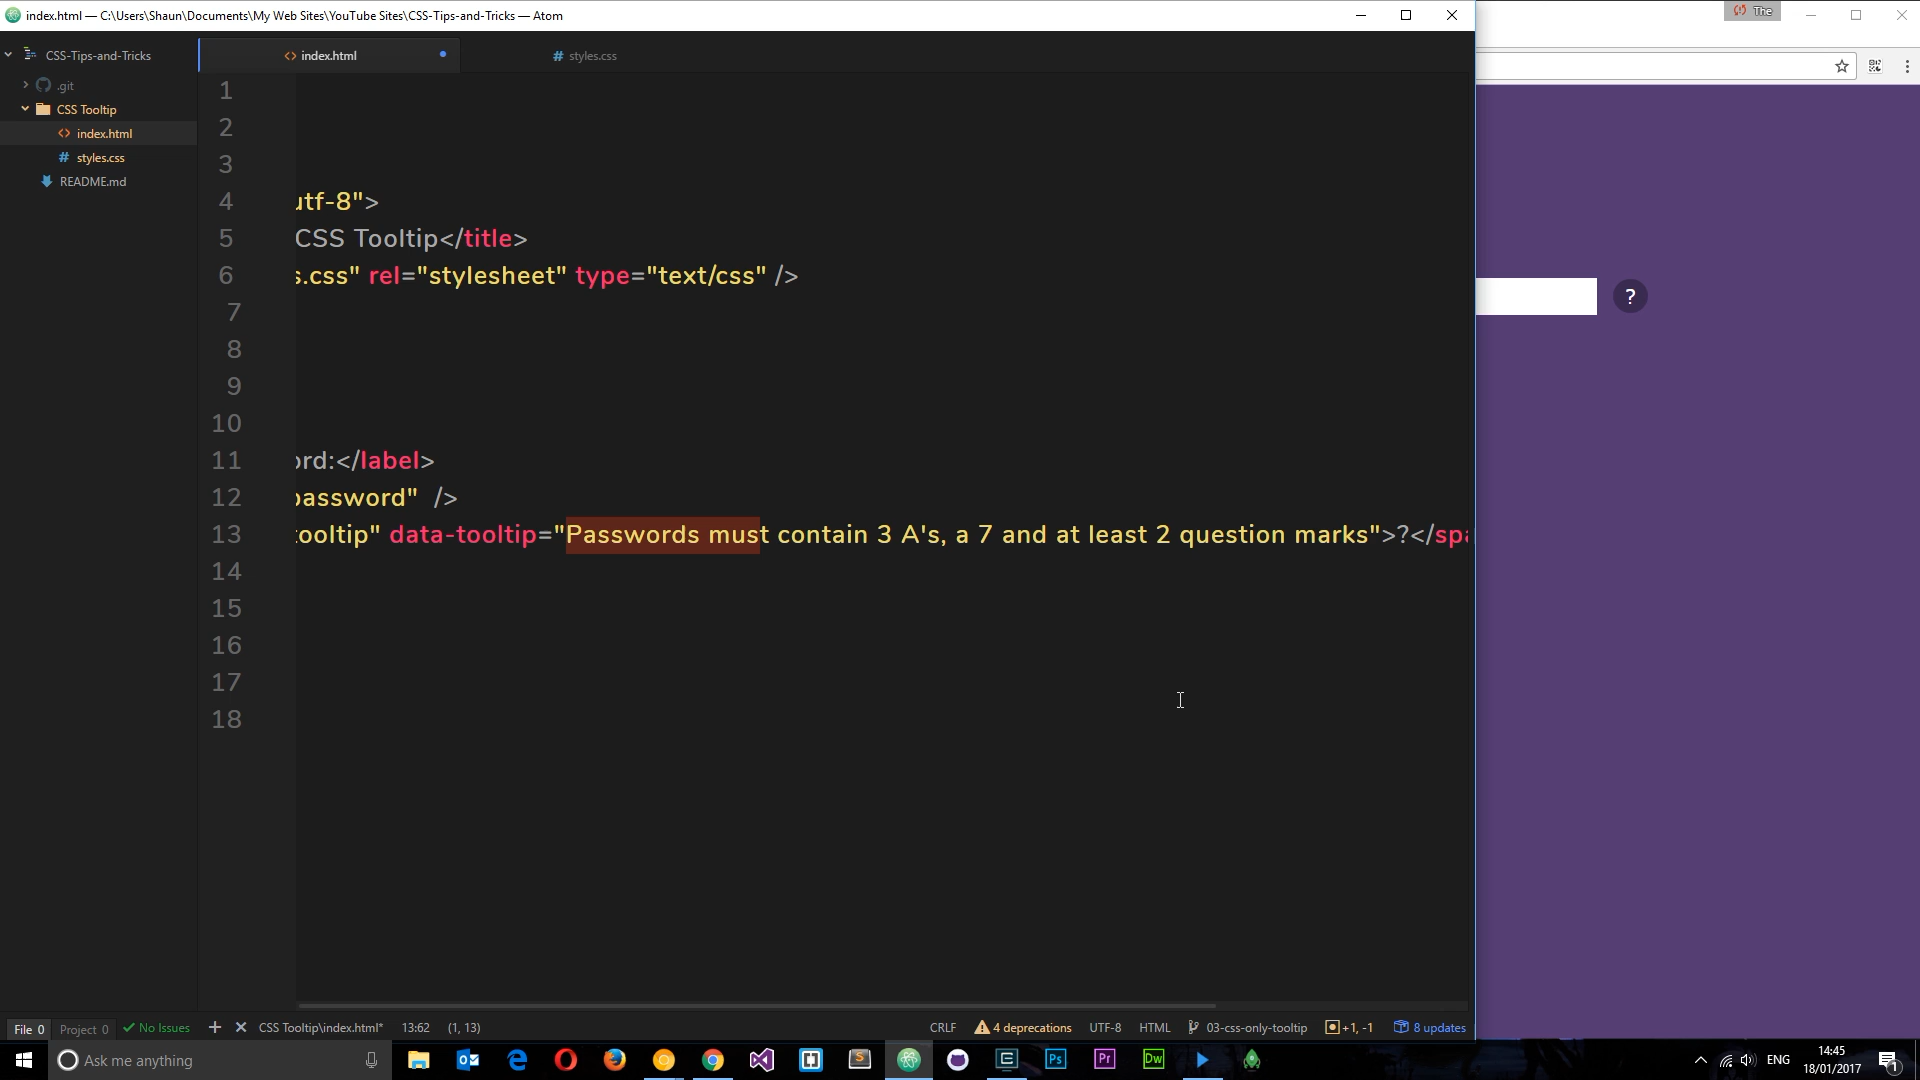 index.html — C:\Users\Shaun\Documents\My Web Sites\YouTube Sites\CSS-Tips-and-Tricks — Atom
The
CSS-Tips-and-Tricks
<> index.html
# styles.css
.git
CSS Tooltip
<> index.html
# styles.css
README.md
1
2
3
4 utf-8">
5 CSS Tooltip</title>
6 s.css" rel="stylesheet" type="text/css" />
7
8
9
10
11 ord:</label>
12 password" />
13 tooltip" data-tooltip="Passwords must contain 3 A's, a 7 and at least 2 question marks">?</spa
14
15
16
17
18
?
File 0 Project 0 No Issues + CSS Tooltip\index.html* 13:62 (1, 13) CRLF 4 deprecations UTF-8 HTML 03-css-only-tooltip +1, -1 8 updates
Ask me anything
Ps
Pr
Dw
ENG
14:45
18/01/2017
1